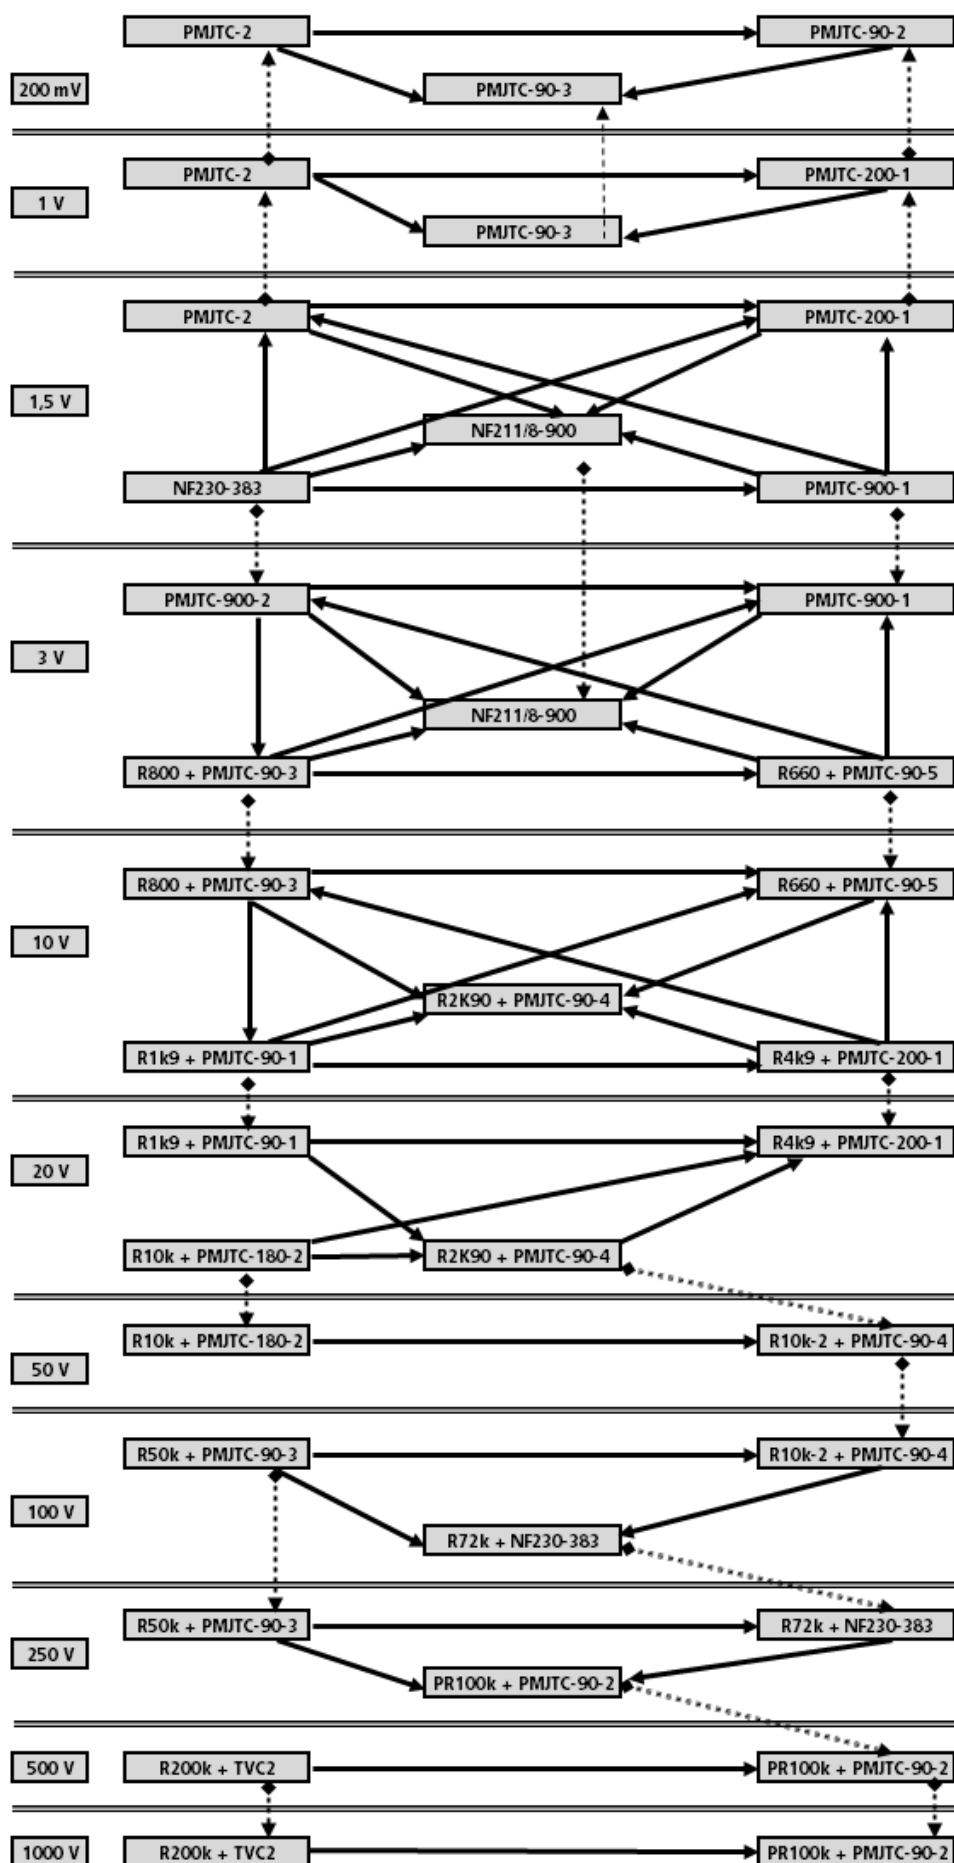 PMJTC-2
PMJTC-90-2
200 mV
PMJTC-90-3
PMJTC-2
PMJTC-200-1
1 V
PMJTC-90-3
PMJTC-2
PMJTC-200-1
1,5 V
NF211/8-900
NF230-383
PMJTC-900-1
PMJTC-900-2
PMJTC-900-1
3 V
NF211/8-900
R800 + PMJTC-90-3
R660 + PMJTC-90-5
R800 + PMJTC-90-3
R660 + PMJTC-90-5
10 V
R2K90 + PMJTC-90-4
R1k9 + PMJTC-90-1
R4k9 + PMJTC-200-1
R1k9 + PMJTC-90-1
R4k9 + PMJTC-200-1
20 V
R10k + PMJTC-180-2
R2K90 + PMJTC-90-4
R10k + PMJTC-180-2
R10k-2 + PMJTC-90-4
50 V
R50k + PMJTC-90-3
R10k-2 + PMJTC-90-4
100 V
R72k + NF230-383
R50k + PMJTC-90-3
R72k + NF230-383
250 V
PR100k + PMJTC-90-2
500 V
R200k + TVC2
PR100k + PMJTC-90-2
1000 V
R200k + TVC2
PR100k + PMJTC-90-2